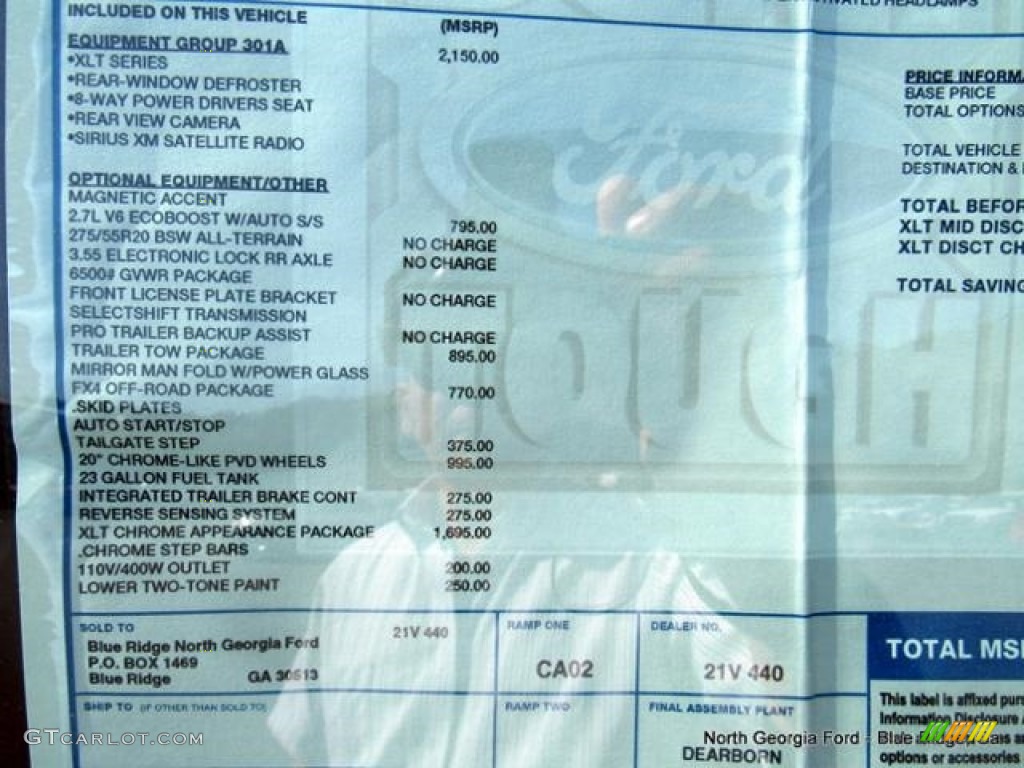 INCLUDED ON THIS VEHICLE
(MSRP)
EQUIPMENT GROUP 301A 2,150.00
*XLT SERIES
*REAR-WINDOW DEFROSTER
*8-WAY POWER DRIVERS SEAT
*REAR VIEW CAMERA
*SIRIUS XM SATELLITE RADIO
OPTIONAL EQUIPMENT/OTHER
MAGNETIC ACCENT
2.7L V6 ECOBOOST W/AUTO S/S 795.00
275/55R20 BSW ALL-TERRAIN NO CHARGE
3.55 ELECTRONIC LOCK RR AXLE NO CHARGE
6500# GVWR PACKAGE
FRONT LICENSE PLATE BRACKET NO CHARGE
SELECTSHIFT TRANSMISSION
PRO TRAILER BACKUP ASSIST NO CHARGE
TRAILER TOW PACKAGE 895.00
MIRROR MAN FOLD W/POWER GLASS
FX4 OFF-ROAD PACKAGE 770.00
.SKID PLATES
AUTO START/STOP
TAILGATE STEP 375.00
20" CHROME-LIKE PVD WHEELS 995.00
23 GALLON FUEL TANK
INTEGRATED TRAILER BRAKE CONT 275.00
REVERSE SENSING SYSTEM 275.00
XLT CHROME APPEARANCE PACKAGE 1,695.00
.CHROME STEP BARS
110V/400W OUTLET 200.00
LOWER TWO-TONE PAINT 250.00
HEADLAMPS
PRICE INFORMA
BASE PRICE
TOTAL OPTIONS
TOTAL VEHICLE
DESTINATION &
TOTAL BEFOR
XLT MID DISC
XLT DISCT CH
TOTAL SAVING
Ford
TOUGH
SOLD TO 21V 440
Blue Ridge North Georgia Ford
P.O. BOX 1469
Blue Ridge GA 30513
RAMP ONE
CA02
DEALER NO.
21V 440
TOTAL MSR
SHIP TO (IF OTHER THAN SOLD TO)
RAMP TWO
FINAL ASSEMBLY PLANT
DEARBORN
This label is affixed purs
Information Disclosure
options or accessories
North Georgia Ford - Blue Ridge, Ga
GTcarlot.com